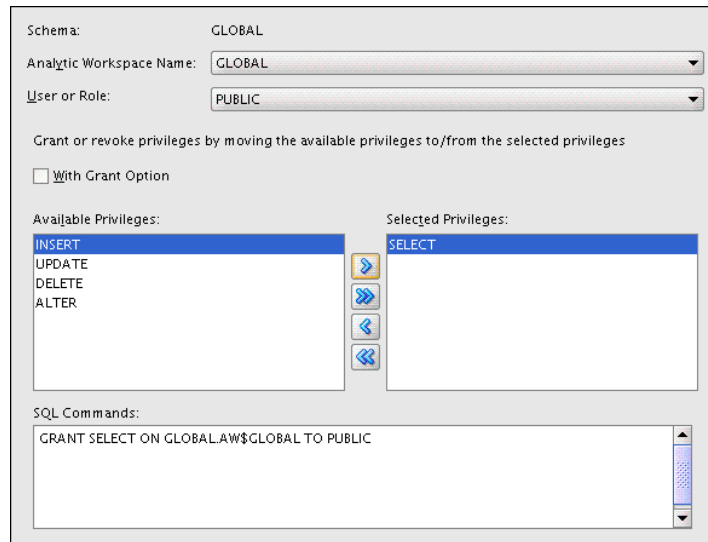 Schema: GLOBAL
Analytic Workspace Name: GLOBAL
User or Role: PUBLIC
Grant or revoke privileges by moving the available privileges to/from the selected privileges
With Grant Option
Available Privileges:
INSERT
UPDATE
DELETE
ALTER
Selected Privileges:
SELECT
SQL Commands:
GRANT SELECT ON GLOBAL.AW$GLOBAL TO PUBLIC